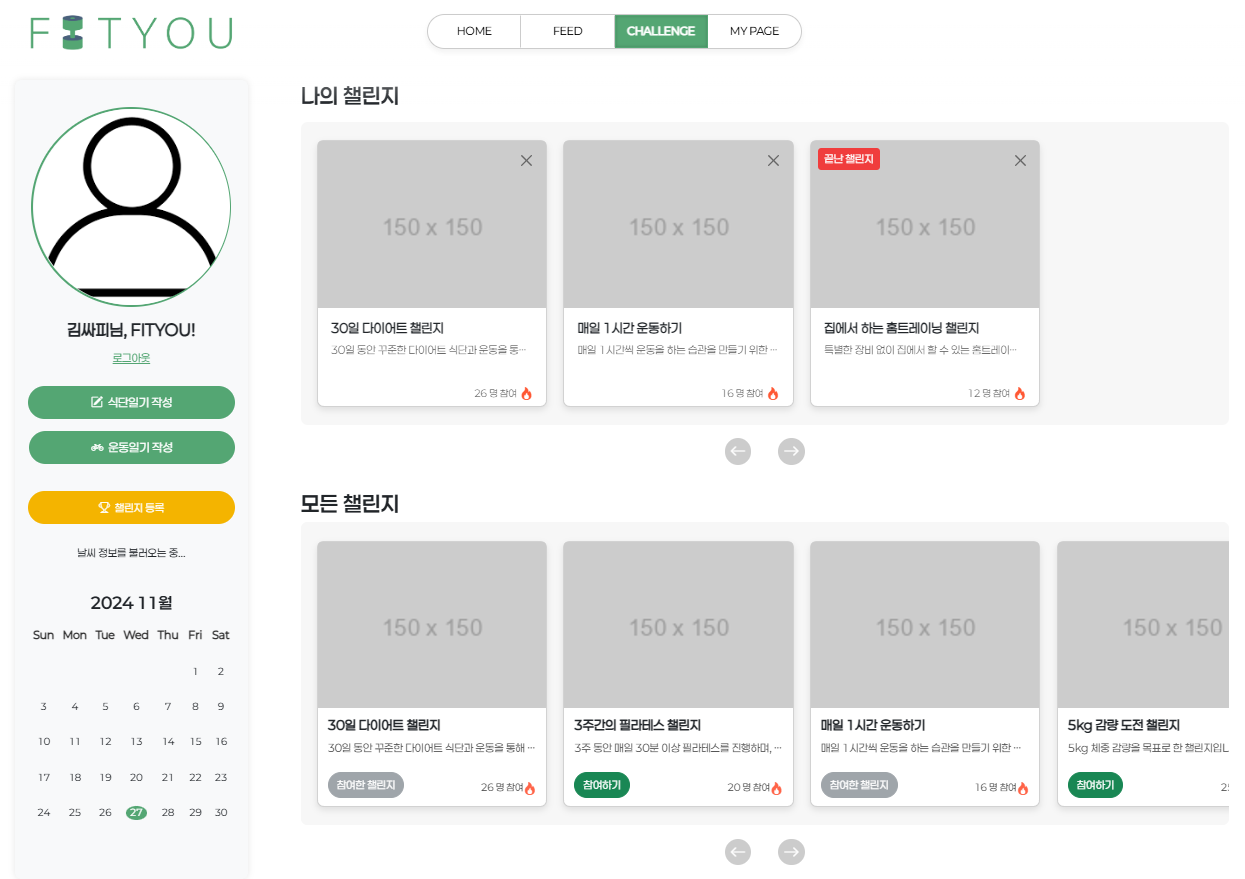 FITYOU
HOME FEED CHALLENGE MY PAGE
김싸피님, FITYOU!
로그아웃
식단일기 작성
운동일기 작성
챌린지 등록
날씨 정보를 불러오는 중...
2024 11월
Sun Mon Tue Wed Thu Fri Sat
1 2
3 4 5 6 7 8 9
10 11 12 13 14 15 16
17 18 19 20 21 22 23
24 25 26 27 28 29 30
나의 챌린지
150 x 150
30일 다이어트 챌린지
30일 동안 꾸준한 다이어트 식단과 운동을 통…
26 명 참여
150 x 150
매일 1시간 운동하기
매일 1시간씩 운동을 하는 습관을 만들기 위한 …
16 명 참여
끝난 챌린지
150 x 150
집에서 하는 홈트레이닝 챌린지
특별한 장비 없이 집에서 할 수 있는 홈트레이…
12 명 참여
모든 챌린지
150 x 150
30일 다이어트 챌린지
30일 동안 꾸준한 다이어트 식단과 운동을 통해 …
참여한 챌린지
26 명 참여
150 x 150
3주간의 필라테스 챌린지
3주 동안 매일 30분 이상 필라테스를 진행하며, …
참여하기
20 명 참여
150 x 150
매일 1시간 운동하기
매일 1시간씩 운동을 하는 습관을 만들기 위한 …
참여한 챌린지
16 명 참여
150 x 150
5kg 감량 도전 챌린지
5kg 체중 감량을 목표로 한 챌린지입니
참여하기